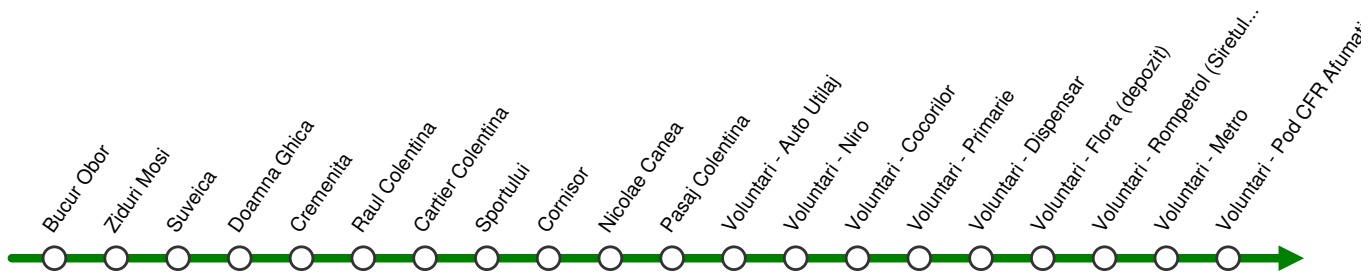 Bucur Obor
Ziduri Mosi
Suveica
Doamna Ghica
Cremenita
Raul Colentina
Cartier Colentina
Sportului
Cornisor
Nicolae Canea
Pasaj Colentina
Voluntari - Auto Utilaj
Voluntari - Niro
Voluntari - Cocorilor
Voluntari - Primarie
Voluntari - Dispensar
Voluntari - Flora (depozit)
Voluntari - Rompetrol (Siretul...
Voluntari - Metro
Voluntari - Pod CFR Afumati